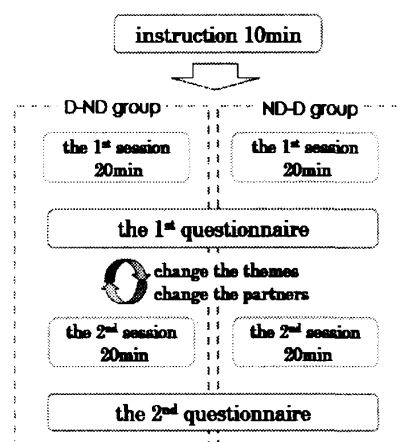 instruction 10min
D-ND group
ND-D group
the 1st session
20min
the 1st session
20min
the 1st questionnaire
change the themes
change the partners
the 2nd session
20min
the 2nd session
20min
the 2nd questionnaire